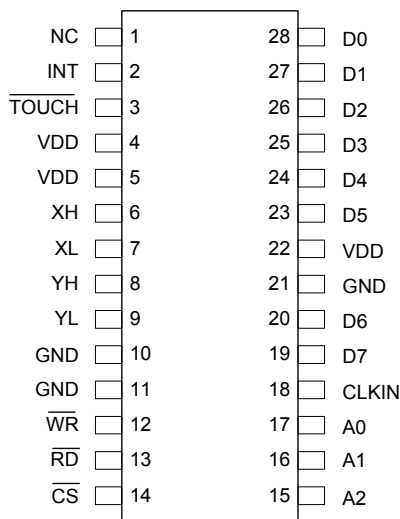 NC 1 28 D0
INT 2 27 D1
TOUCH 3 26 D2
VDD 4 25 D3
VDD 5 24 D4
XH 6 23 D5
XL 7 22 VDD
YH 8 21 GND
YL 9 20 D6
GND 10 19 D7
GND 11 18 CLKIN
WR 12 17 A0
RD 13 16 A1
CS 14 15 A2